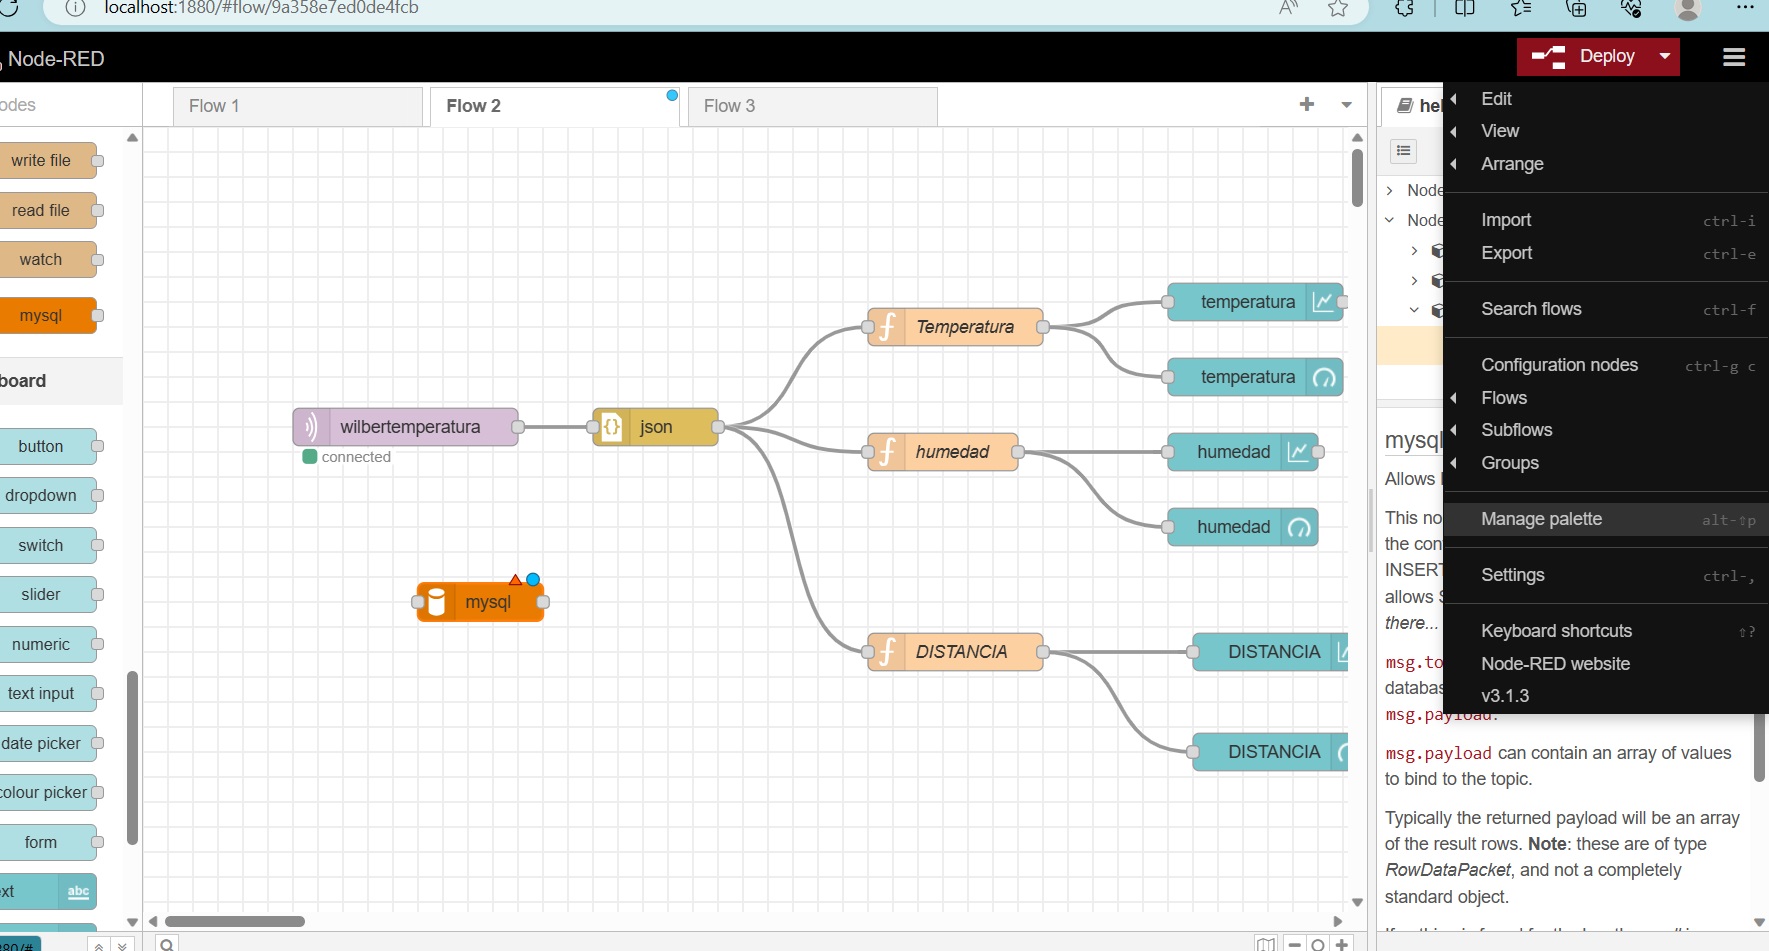 localhost:1880/#flow/9a358e7ed0de4fcb
Node-RED
Deploy
odes
Flow 1
Flow 2
Flow 3
hel
write file
read file
watch
mysql
board
button
dropdown
switch
slider
numeric
text input
date picker
colour picker
form
ext
abc
wilbertemperatura
connected
json
Temperatura
temperatura
temperatura
humedad
humedad
humedad
mysql
DISTANCIA
DISTANCIA
DISTANCIA
Edit
View
Arrange
Import ctrl-i
Export ctrl-e
Search flows ctrl-f
Configuration nodes ctrl-g c
Flows
Subflows
Groups
Manage palette alt-⇧p
Settings ctrl-,
Keyboard shortcuts ⇧?
Node-RED website
v3.1.3
Node
Node
mysql
Allows
This no
the con
INSERT
allows S
there...
msg.to
databas
msg.payload.
msg.payload can contain an array of values
to bind to the topic.
Typically the returned payload will be an array
of the result rows. Note: these are of type
RowDataPacket, and not a completely
standard object.